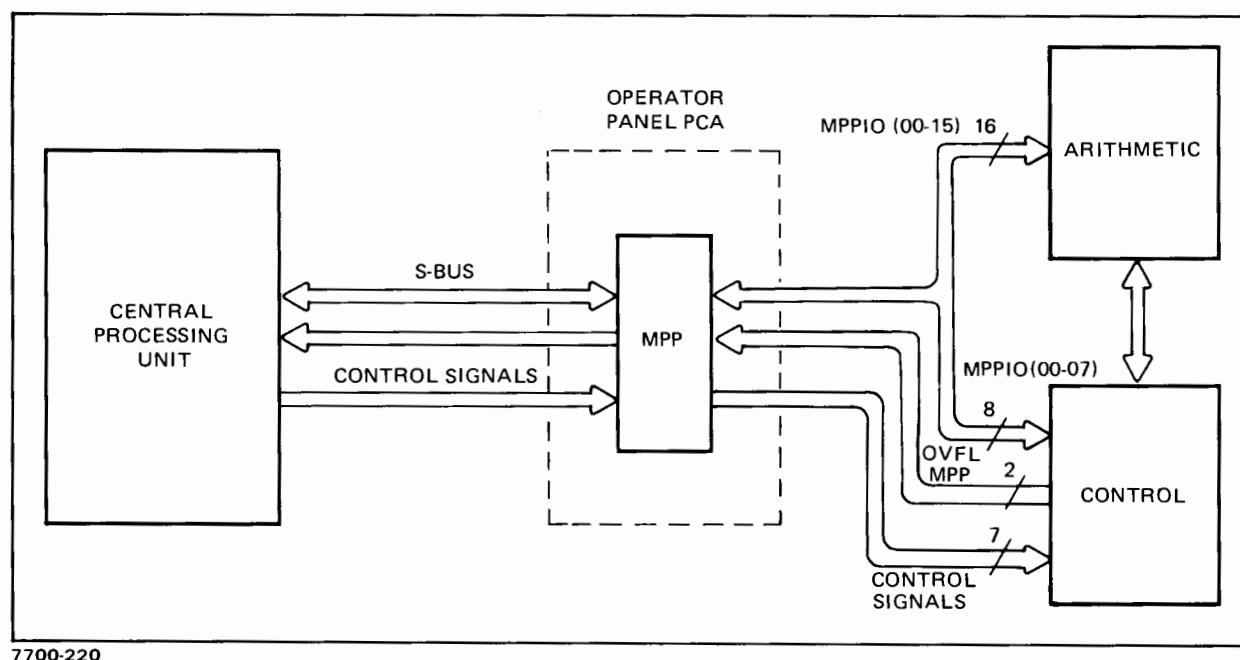 OPERATOR
PANEL PCA
MPPIO (00-15) 16
ARITHMETIC
S-BUS
CENTRAL
PROCESSING
UNIT
MPP
CONTROL SIGNALS
MPPIO(00-07)
8
OVFL
MPP
2
CONTROL
7
CONTROL
SIGNALS
7700-220